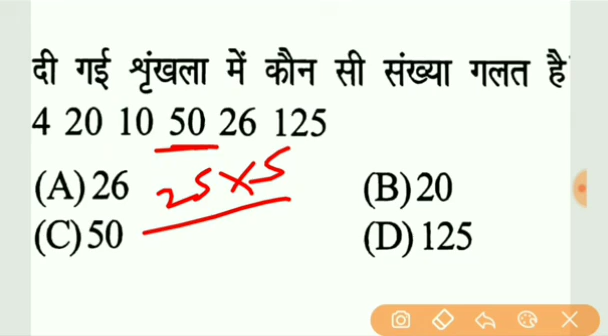 दी गई शृंखला में कौन सी संख्या गलत है
4 20 10 50 26 125
25×5
(A) 26 (B) 20
(C) 50 (D) 125